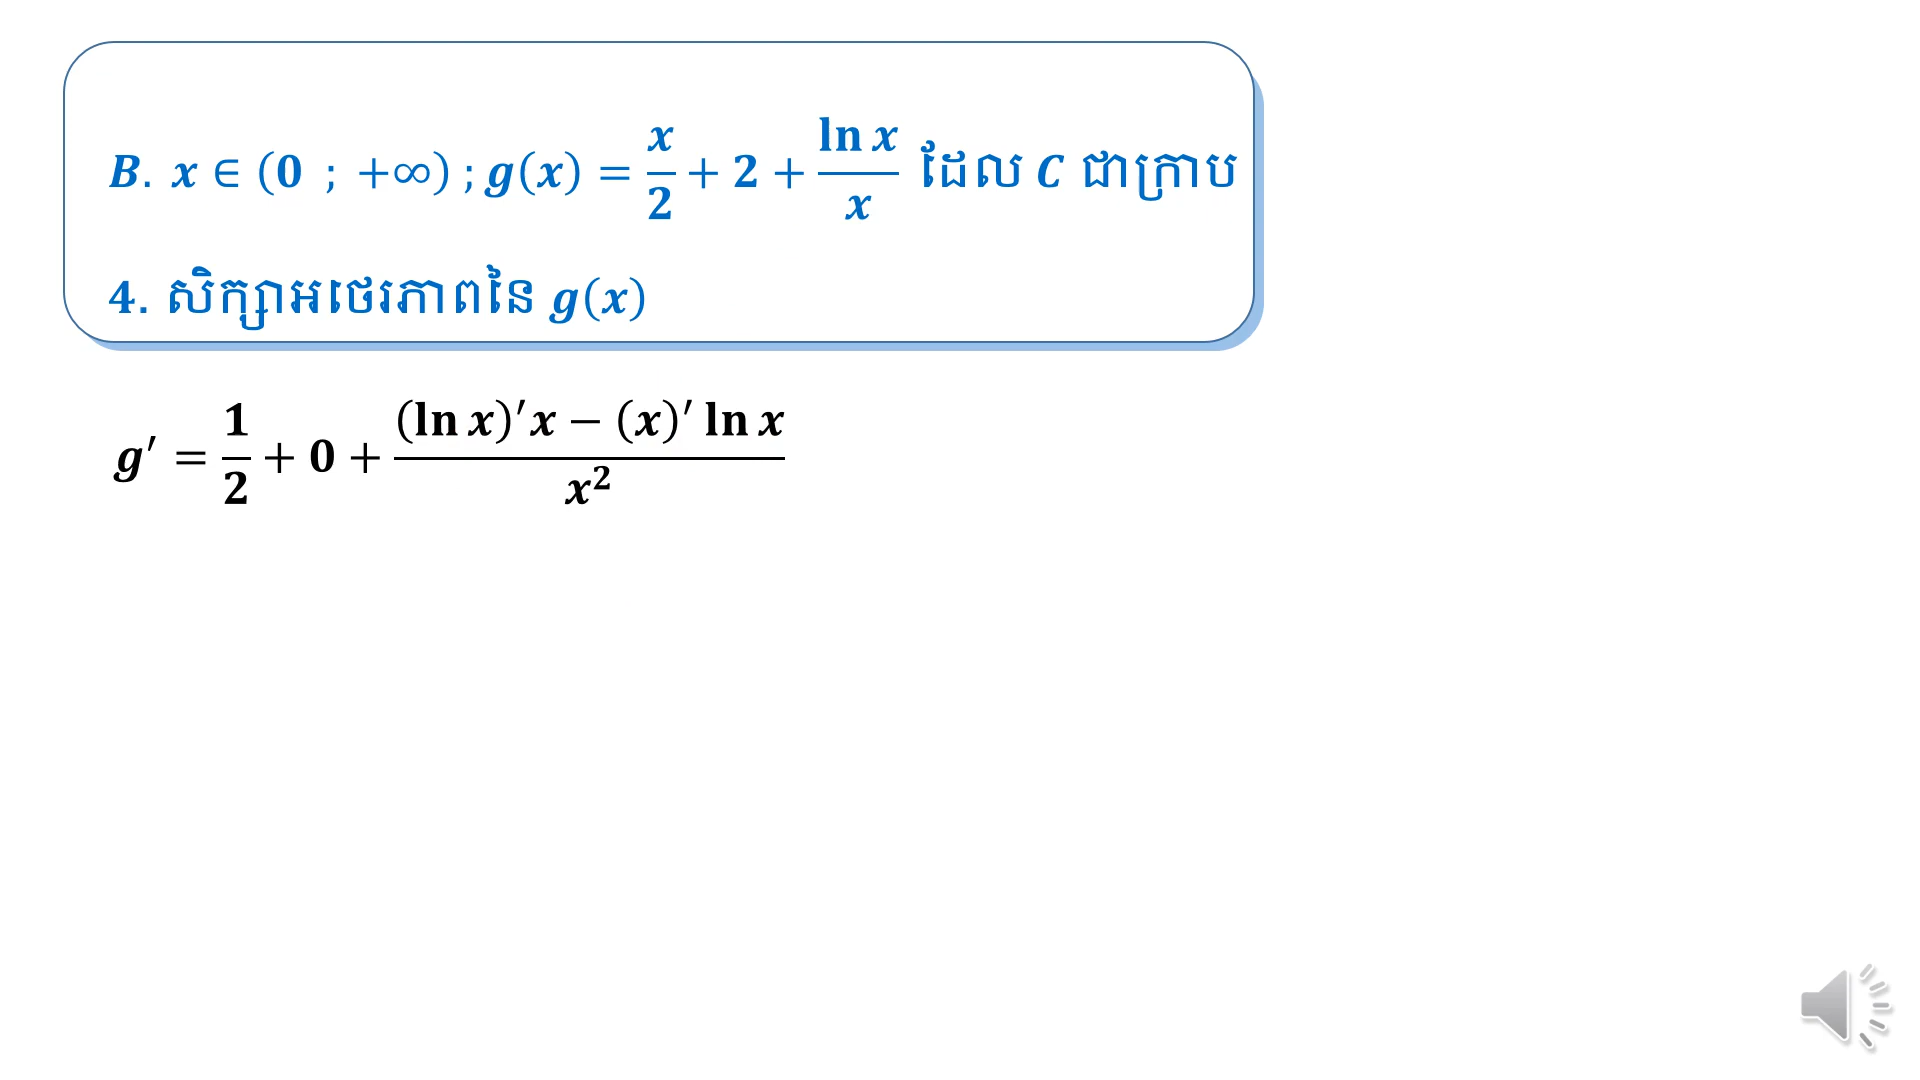 B. x ∈ (0 ; +∞) ; g(x) = x/2 + 2 + ln x/x ដែល C ជាក្រាប
4. សិក្សាអថេរភាពនៃ g(x)
g′ = 1/2 + 0 + ((ln x)′x − (x)′ ln x)/x²